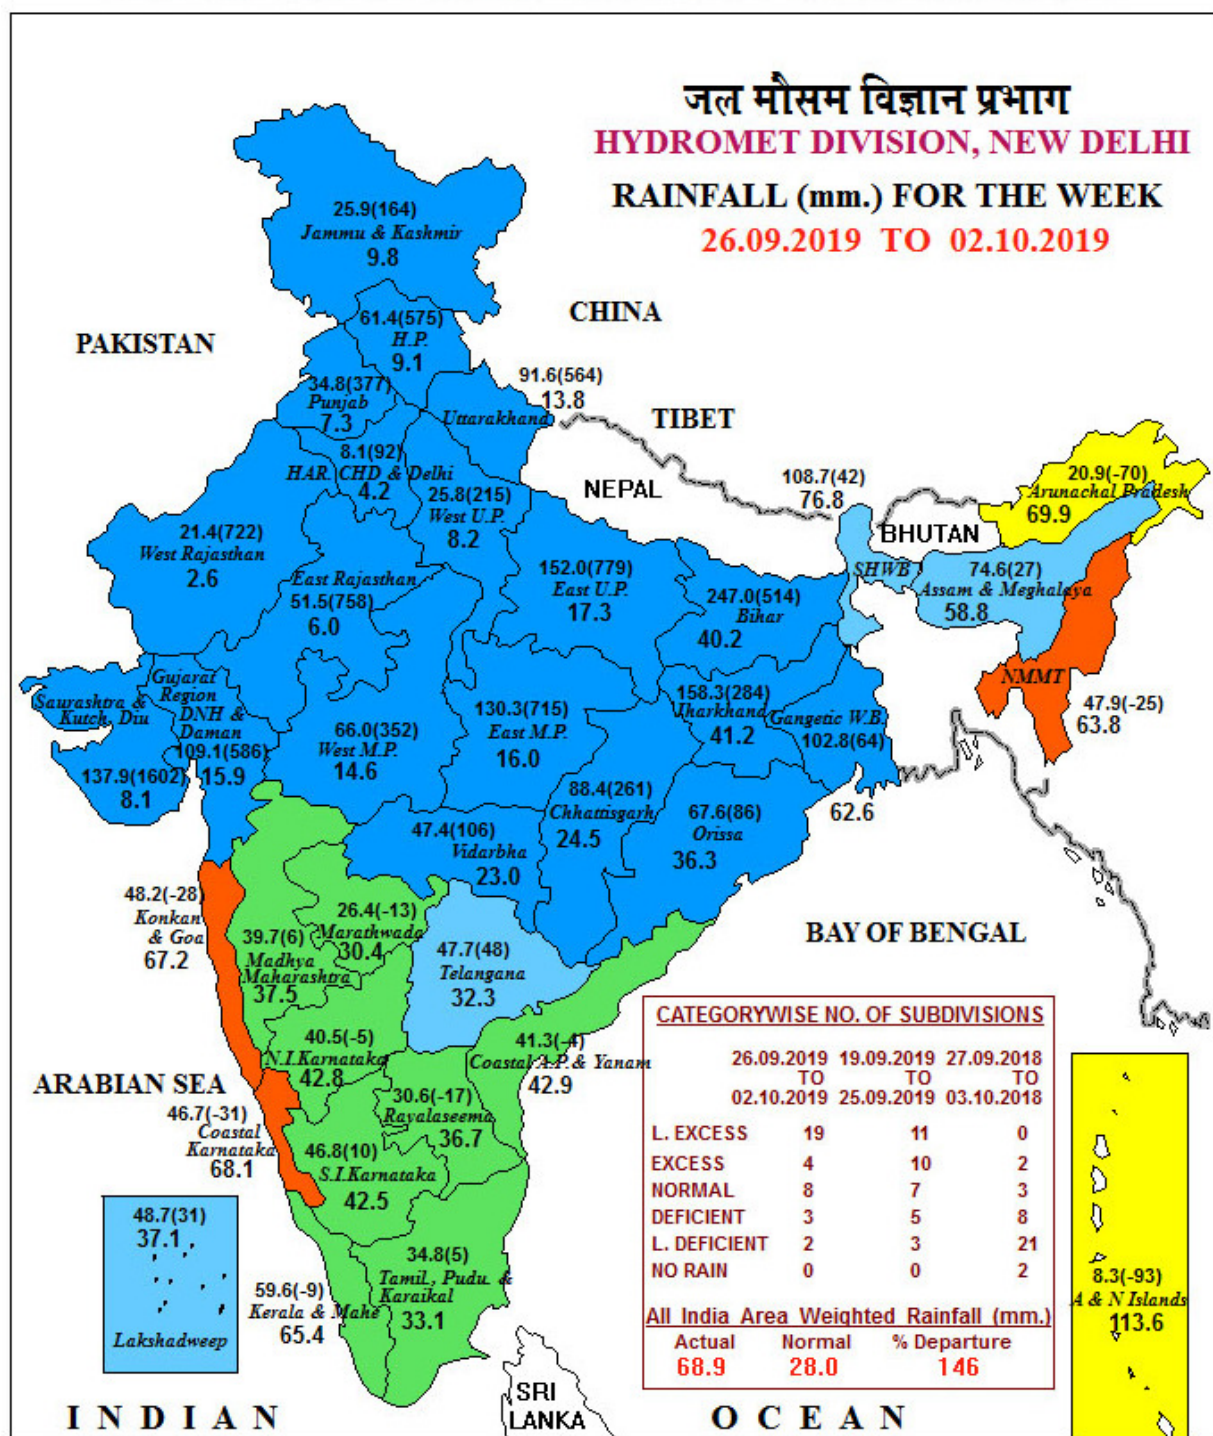 जल मौसम विज्ञान प्रभाग
HYDROMET DIVISION, NEW DELHI
RAINFALL (mm.) FOR THE WEEK
26.09.2019 TO 02.10.2019
25.9(164)
Jammu & Kashmir
9.8
CHINA
PAKISTAN
61.4(575)
H.P.
9.1
34.8(377)
Punjab
7.3
91.6(564)
13.8
Uttarakhand
TIBET
8.1(92)
HAR. CHD & Delhi
4.2
NEPAL
25.8(215)
West U.P.
8.2
108.7(42)
76.8
20.9(-70)
Arunachal Pradesh
69.9
BHUTAN
21.4(722)
West Rajasthan
2.6
East Rajasthan
51.5(758)
6.0
152.0(779)
East U.P.
17.3
247.0(514)
Bihar
40.2
SHWB
74.6(27)
Assam & Meghalaya
58.8
NMMT
47.9(-25)
63.8
Saurashtra &
Kutch, Diu
137.9(1602)
8.1
Gujarat
Region
DNH &
Daman
109.1(586)
15.9
66.0(352)
West M.P.
14.6
130.3(715)
East M.P.
16.0
158.3(284)
Jharkhand
41.2
Gangetic W.B.
102.8(64)
62.6
88.4(261)
Chhattisgarh
24.5
67.6(86)
Orissa
36.3
47.4(106)
Vidarbha
23.0
48.2(-28)
Konkan
& Goa
67.2
39.7(6)
Madhya
Maharashtra
37.5
26.4(-13)
Marathwada
30.4
47.7(48)
Telangana
32.3
BAY OF BENGAL
40.5(-5)
N.I.Karnataka
42.8
41.3(-4)
Coastal A.P.& Yanam
42.9
ARABIAN SEA
46.7(-31)
Coastal
Karnataka
68.1
30.6(-17)
Rayalaseema
36.7
46.8(10)
S.I.Karnataka
42.5
48.7(31)
37.1
Lakshadweep
59.6(-9)
Kerala & Mahe
65.4
34.8(5)
Tamil., Pudu. &
Karaikal
33.1
CATEGORYWISE NO. OF SUBDIVISIONS
26.09.2019 19.09.2019 27.09.2018
TO TO TO
02.10.2019 25.09.2019 03.10.2018
L. EXCESS 19 11 0
EXCESS 4 10 2
NORMAL 8 7 3
DEFICIENT 3 5 8
L. DEFICIENT 2 3 21
NO RAIN 0 0 2
All India Area Weighted Rainfall (mm.)
Actual Normal % Departure
68.9 28.0 146
8.3(-93)
A & N Islands
113.6
SRI
LANKA
INDIAN OCEAN